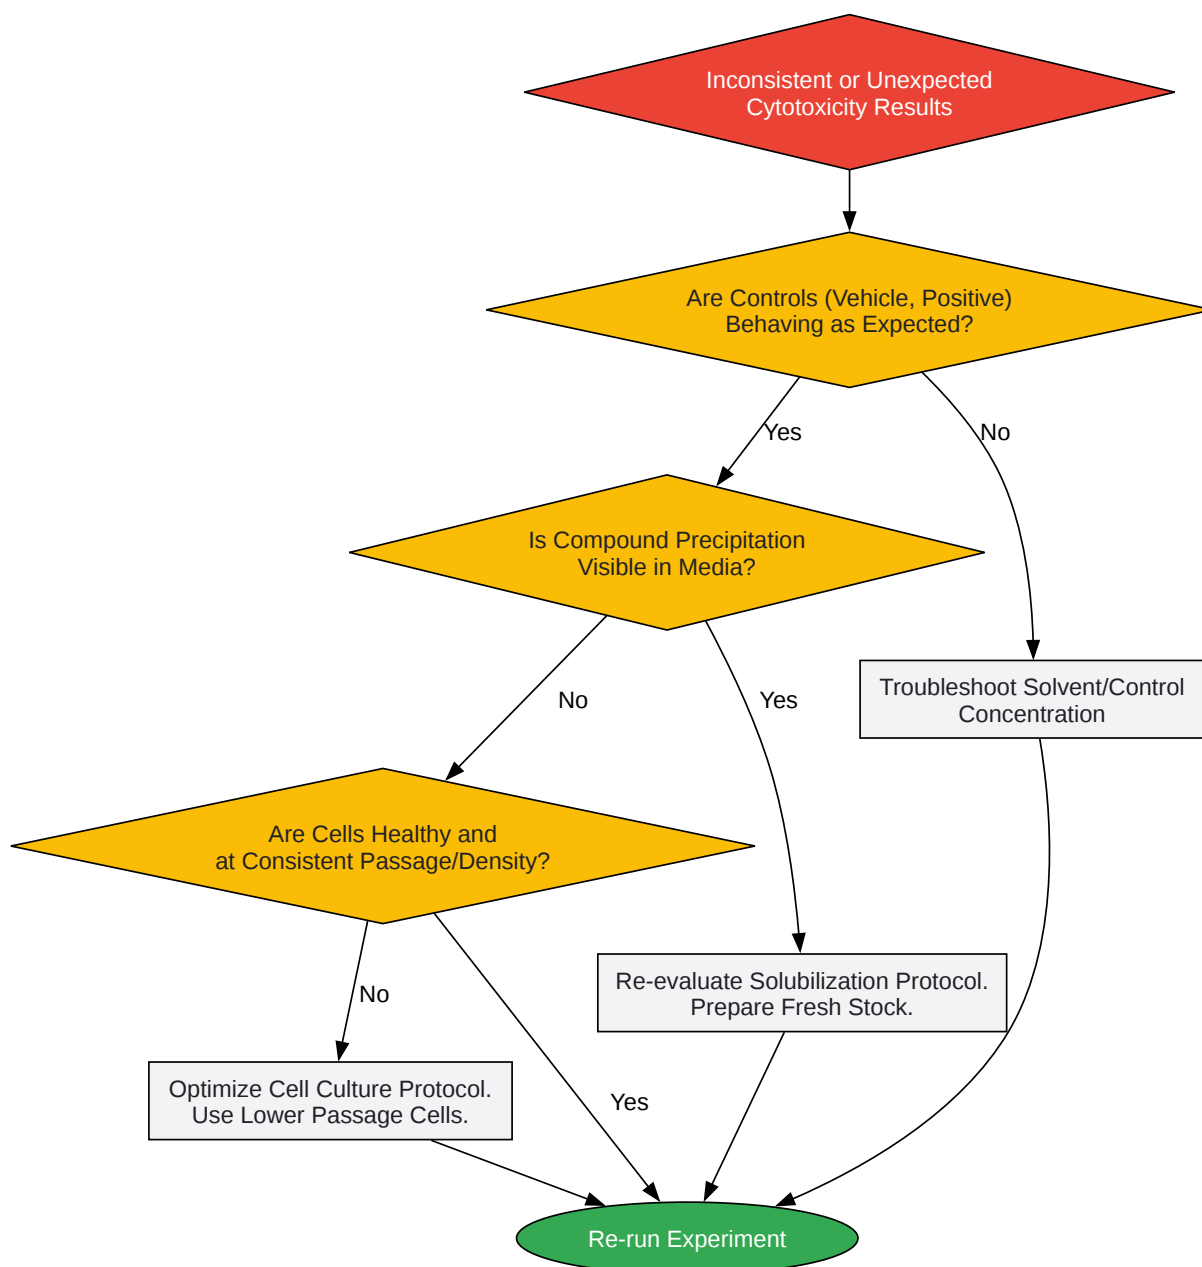 Inconsistent or Unexpected
Cytotoxicity Results
Are Controls (Vehicle, Positive)
Behaving as Expected?
Yes
No
Is Compound Precipitation
Visible in Media?
Troubleshoot Solvent/Control
Concentration
No
Yes
Are Cells Healthy and
at Consistent Passage/Density?
Re-evaluate Solubilization Protocol.
Prepare Fresh Stock.
No
Optimize Cell Culture Protocol.
Use Lower Passage Cells.
Yes
Re-run Experiment